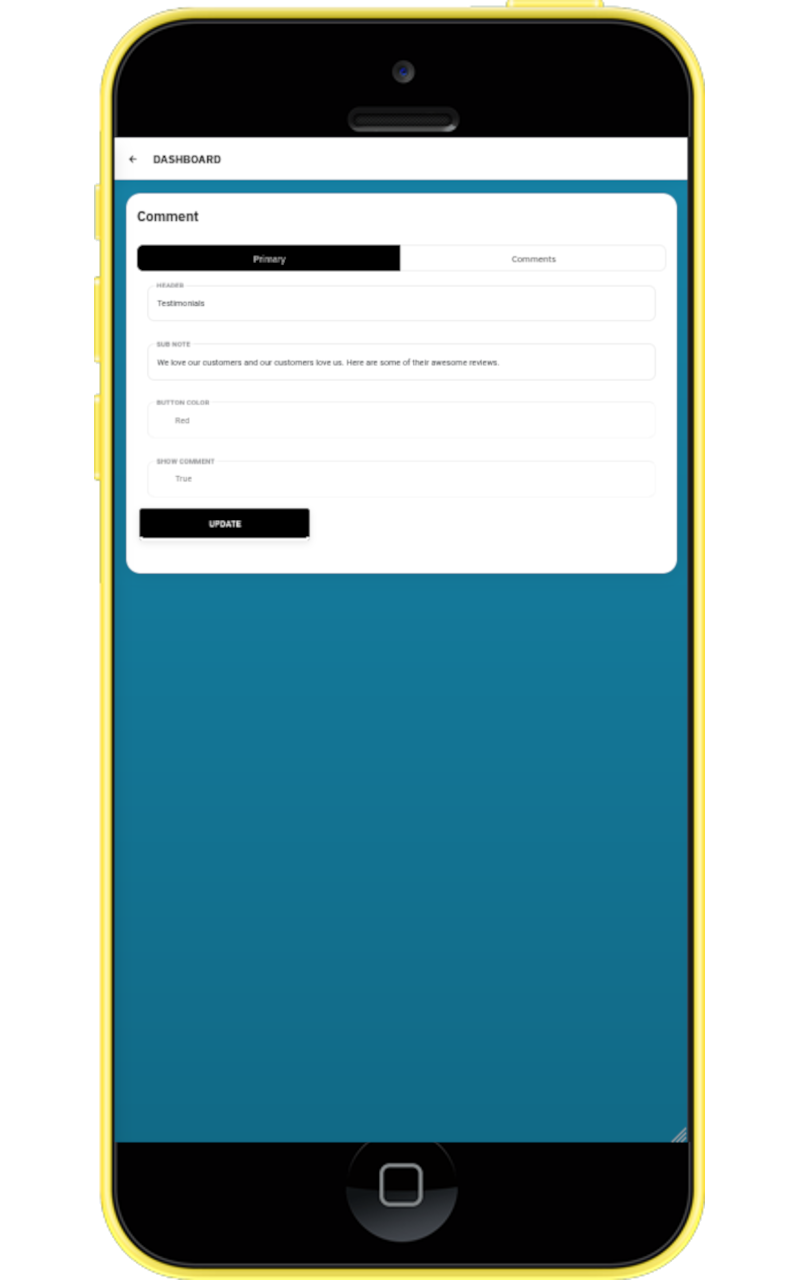 DASHBOARD
Comment
Primary
Comments
HEADER
Testimonials
SUB NOTE
We love our customers and our customers love us. Here are some of their awesome reviews.
BUTTON COLOR
Red
SHOW COMMENT
True
UPDATE